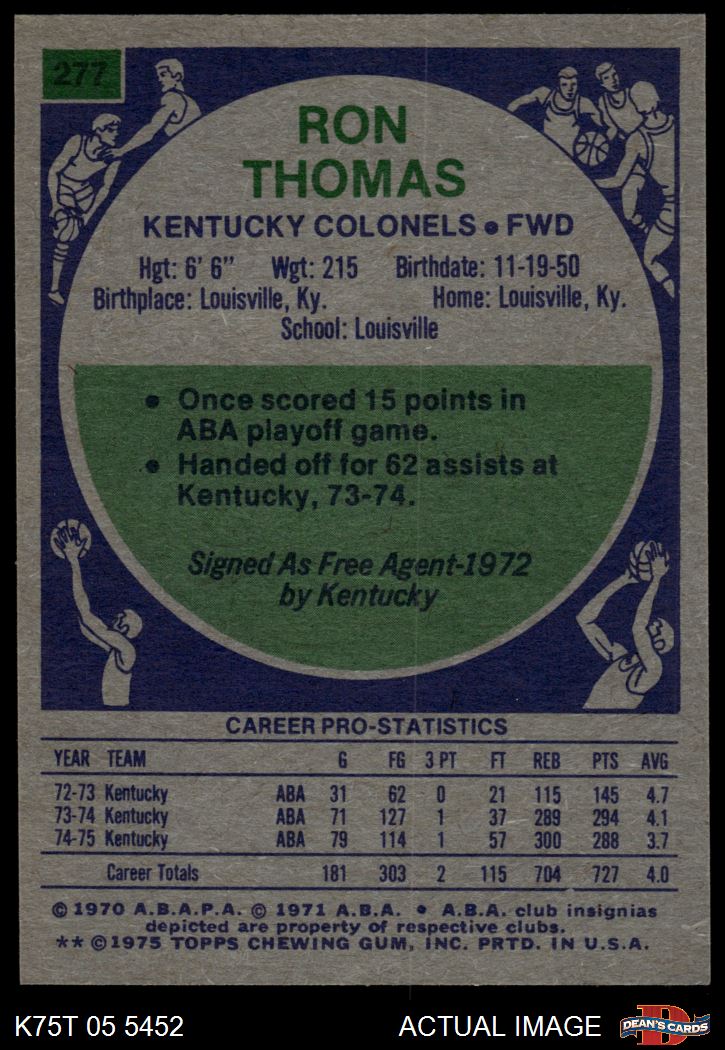 277
RON
THOMAS
KENTUCKY COLONELS • FWD
Hgt: 6' 6" Wgt: 215 Birthdate: 11-19-50
Birthplace: Louisville, Ky. Home: Louisville, Ky.
School: Louisville
• Once scored 15 points in
ABA playoff game.
• Handed off for 62 assists at
Kentucky, 73-74.
Signed As Free Agent-1972
by Kentucky
CAREER PRO-STATISTICS
YEAR TEAM G FG 3 PT FT REB PTS AVG
72-73 Kentucky ABA 31 62 0 21 115 145 4.7
73-74 Kentucky ABA 71 127 1 37 289 294 4.1
74-75 Kentucky ABA 79 114 1 57 300 288 3.7
Career Totals 181 303 2 115 704 727 4.0
© 1970 A.B.A.P.A. © 1971 A.B.A. • A.B.A. club insignias
depicted are property of respective clubs.
** © 1975 TOPPS CHEWING GUM, INC. PRTD. IN U.S.A.
K75T 05 5452 ACTUAL IMAGE
D
DEAN'S CARDS